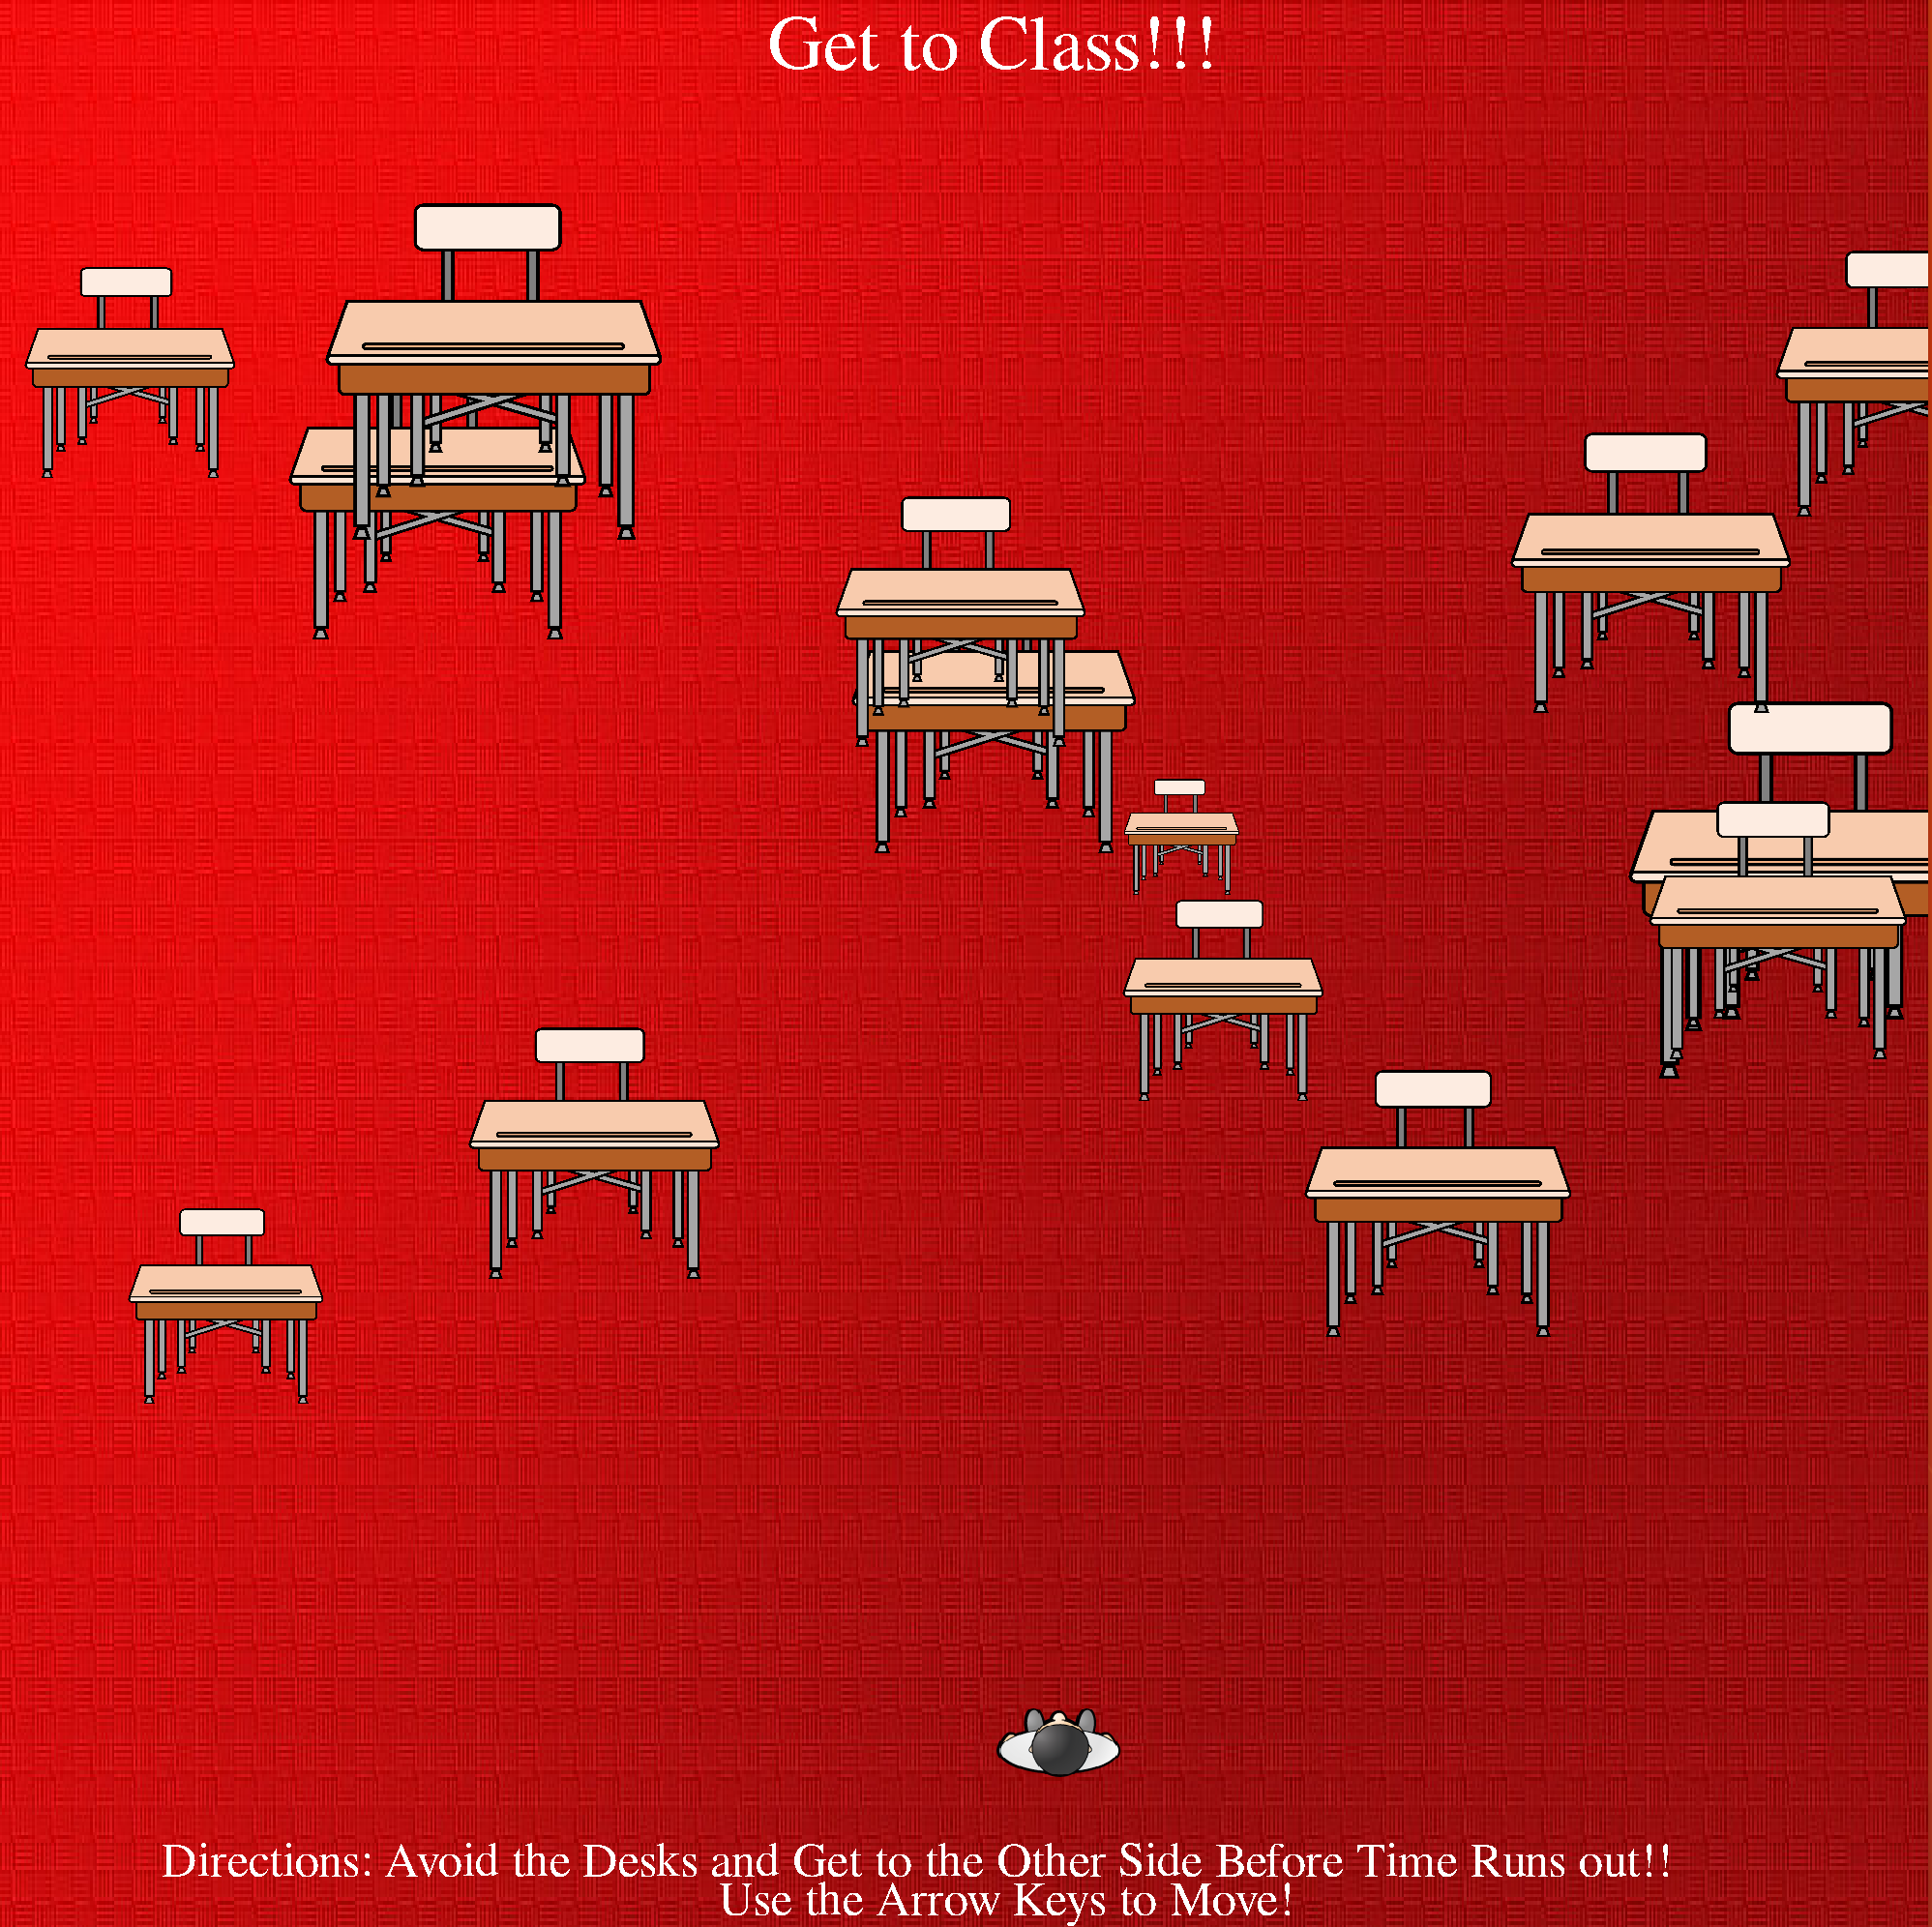 Get to Class!!!
Directions: Avoid the Desks and Get to the Other Side Before Time Runs out!!
Use the Arrow Keys to Move!